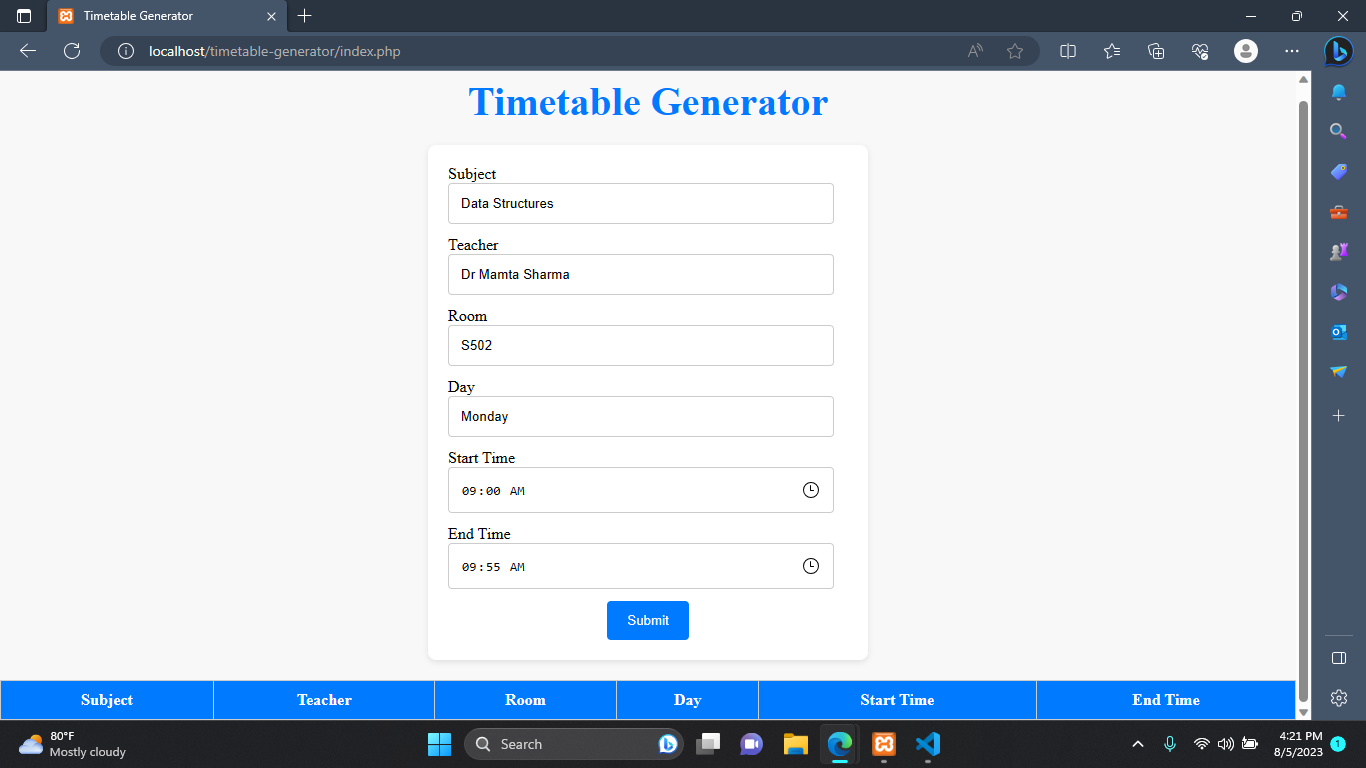 Timetable Generator
localhost/timetable-generator/index.php
Timetable Generator
Subject
Data Structures
Teacher
Dr Mamta Sharma
Room
S502
Day
Monday
Start Time
09:00 AM
End Time
09:55 AM
Submit
Subject Teacher Room Day Start Time End Time
80°F
Mostly cloudy
Search
4:21 PM
8/5/2023
1